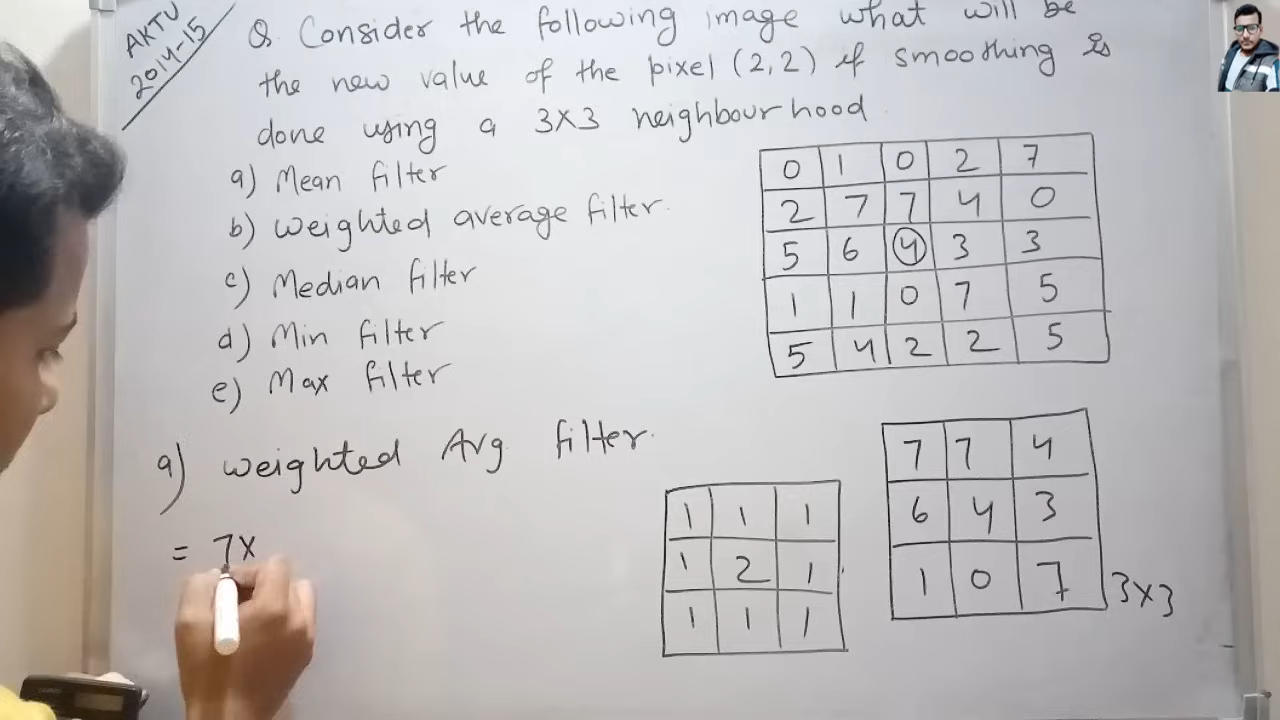 AKTU
2014-15
Q Consider the following image what will be
the new value of the pixel (2,2) if smoothing is
done using a 3X3 neighbourhood
a) Mean filter
b) weighted average filter.
c) Median filter
d) Min filter
e) Max filter
0 1 0 2 7
2 7 7 4 0
5 6 4 3 3
1 1 0 7 5
5 4 2 2 5
a) weighted Avg filter.
= 7x
1 1 1
1 2 1
1 1 1
7 7 4
6 4 3
1 0 7
3x3